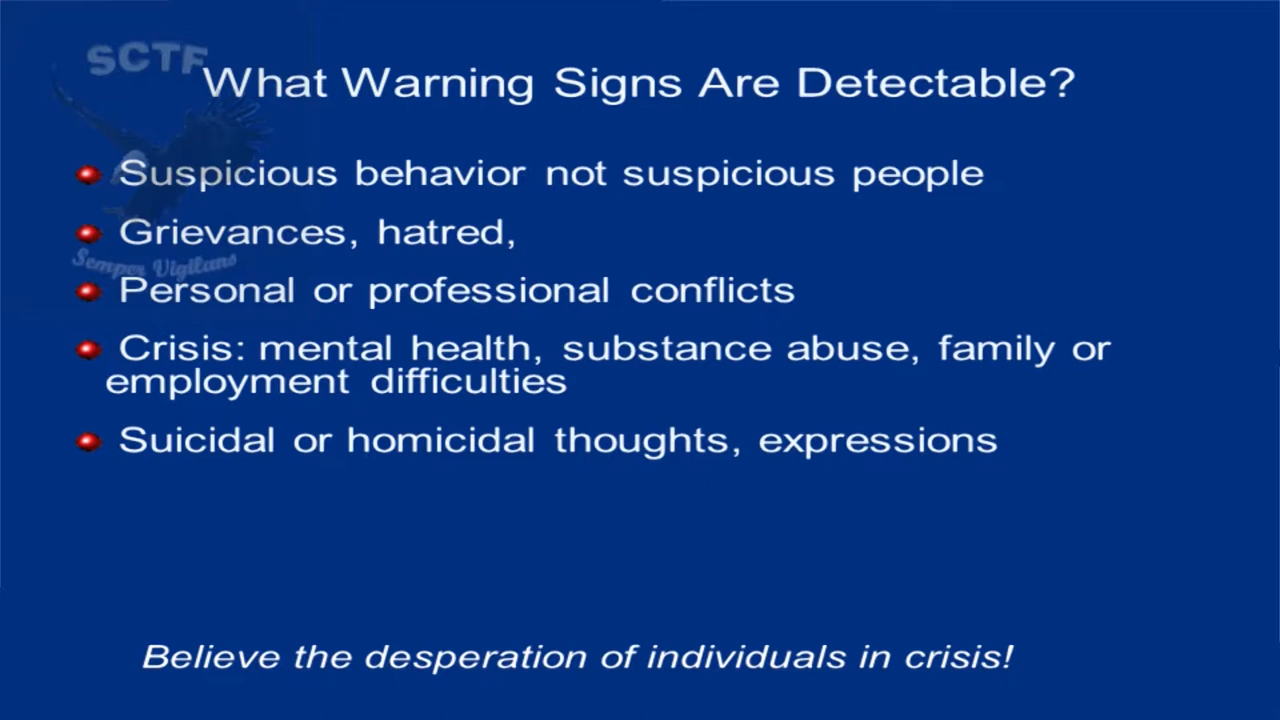 SCTF
What Warning Signs Are Detectable?
Suspicious behavior not suspicious people
Grievances, hatred,
Semper Vigilans
Personal or professional conflicts
Crisis: mental health, substance abuse, family or
employment difficulties
Suicidal or homicidal thoughts, expressions
Believe the desperation of individuals in crisis!